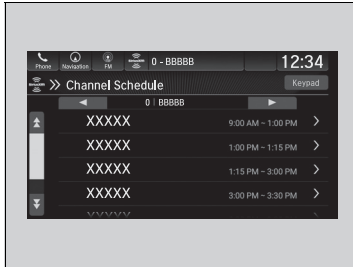 0 - BBBBB
12:34
Phone
Navigation
FM
Channel Schedule
Keypad
0 | BBBBB
XXXXX 9:00 AM ~ 1:00 PM
XXXXX 1:00 PM ~ 1:15 PM
XXXXX 1:15 PM ~ 3:00 PM
XXXXX 3:00 PM ~ 3:30 PM